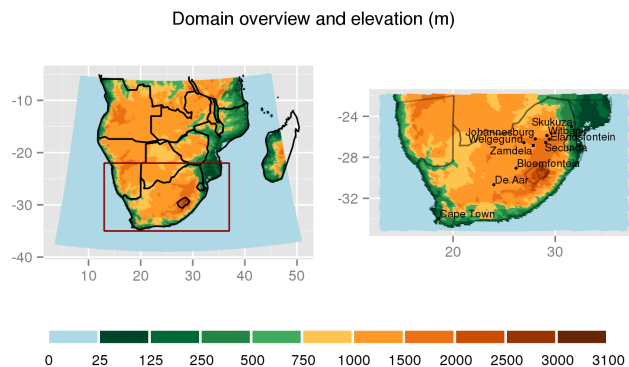 Domain overview and elevation (m)
-10
-20
-30
-40
10
20
30
40
50
-24
-28
-32
20
30
Skukuza
Johannesburg
Witbank
Welgegund
Elandsfontein
Zamdela
Secunda
Bloemfontein
De Aar
Cape Town
0
25
125
250
500
750
1000
1500
2000
2500
3000
3100